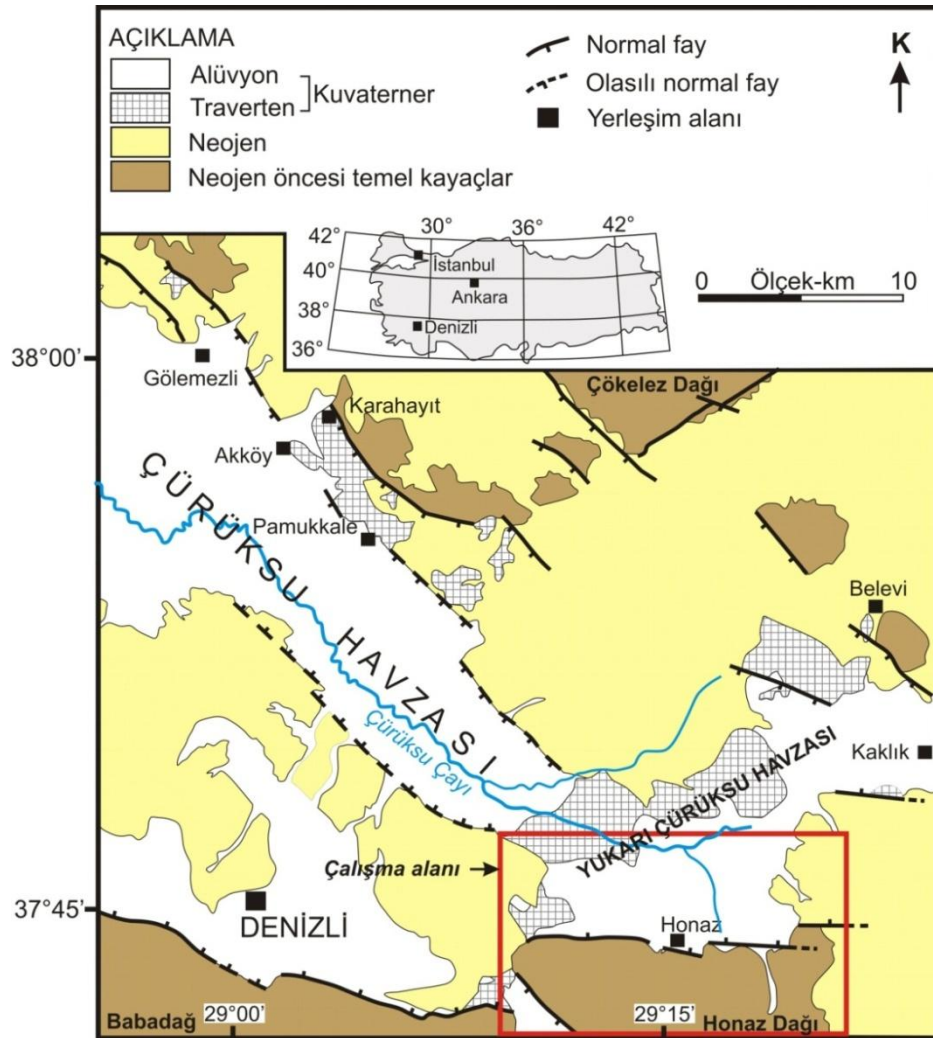 AÇIKLAMA
Alüvyon
Traverten
Kuvaterner
Neojen
Neojen öncesi temel kayaçlar
Normal fay
Olasılı normal fay
Yerleşim alanı
K
42°
40°
38°
36°
30°
36°
42°
İstanbul
Ankara
Denizli
0 Ölçek-km 10
38°00'
Gölemezli
Çökelez Dağı
Karahayıt
Akköy
Pamukkale
ÇÜRÜKSU HAVZASI
Belevi
Çürüksu Çayı
Kaklık
YUKARI ÇÜRÜKSU HAVZASI
Çalışma alanı
37°45'
DENİZLİ
Honaz
Babadağ
29°00'
29°15'
Honaz Dağı